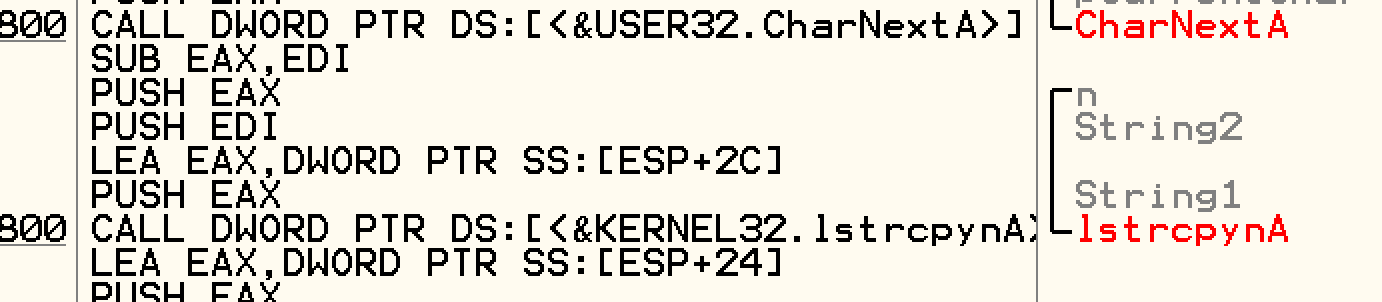 PUSH EAX
800 CALL DWORD PTR DS:[<&USER32.CharNextA>] CharNextA
SUB EAX,EDI
PUSH EAX n
PUSH EDI String2
LEA EAX,DWORD PTR SS:[ESP+2C]
PUSH EAX String1
800 CALL DWORD PTR DS:[<&KERNEL32.lstrcpynA> lstrcpynA
LEA EAX,DWORD PTR SS:[ESP+24]
PUSH EAX